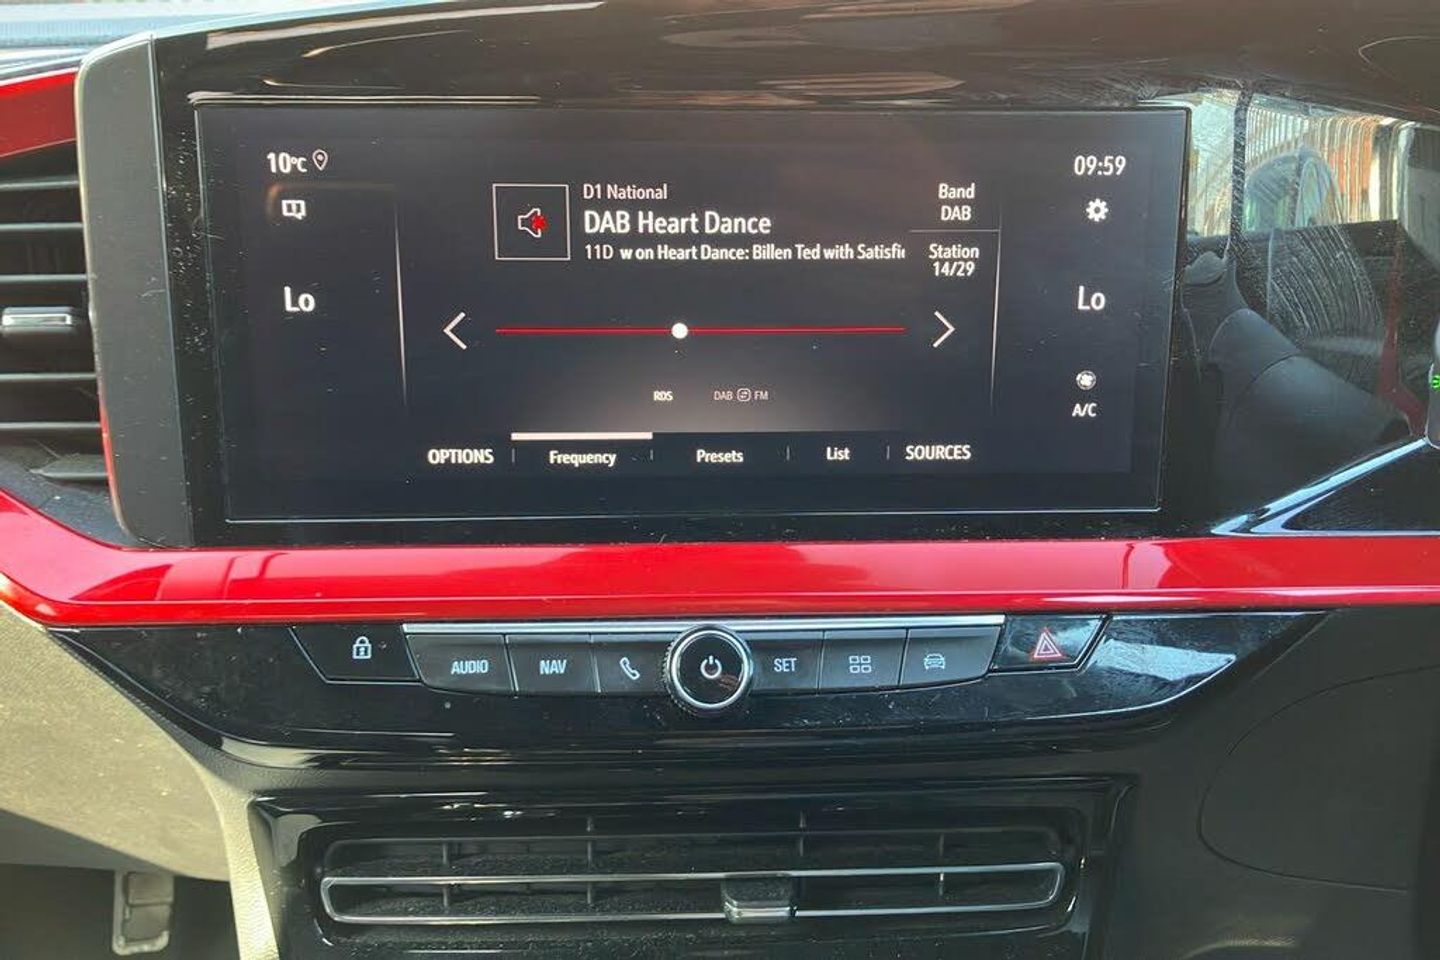 10°C
09:59
D1 National
DAB Heart Dance
11D w on Heart Dance: Billen Ted with Satisfi
Band
DAB
Station
14/29
Lo
Lo
RDS
DAB FM
A/C
OPTIONS
Frequency
Presets
List
SOURCES
AUDIO
NAV
SET